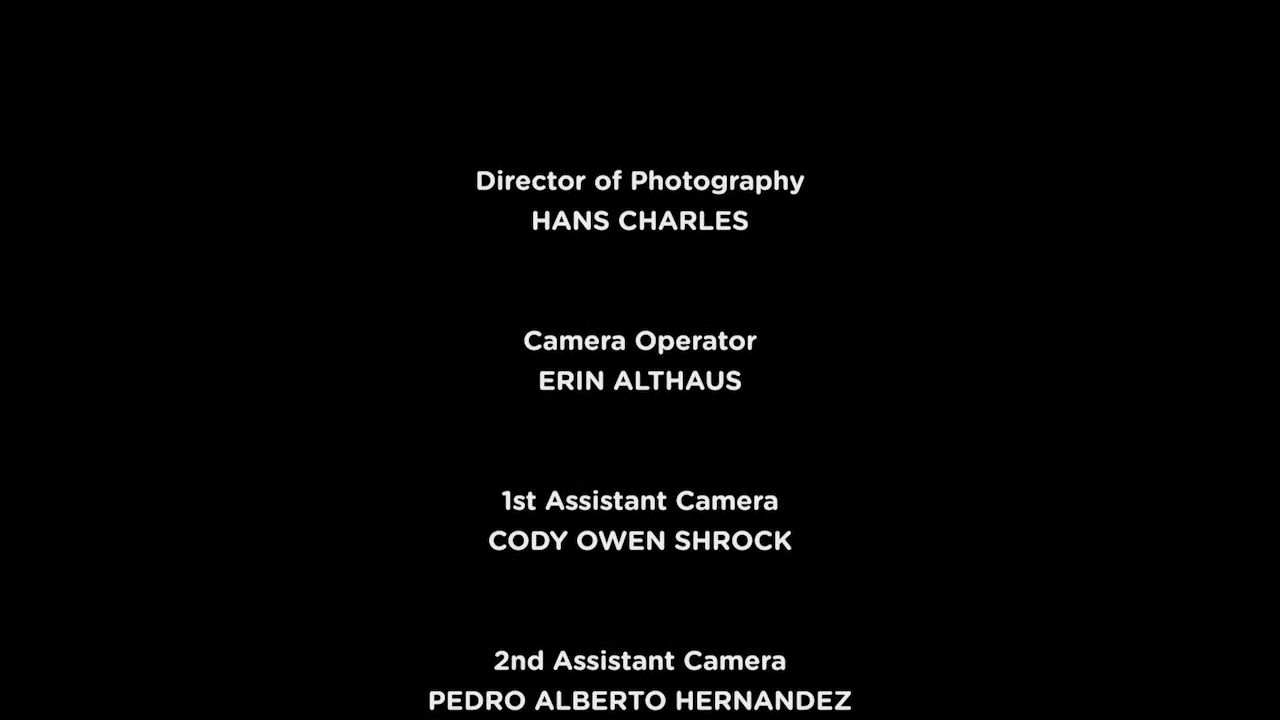 Director of Photography
HANS CHARLES
Camera Operator
ERIN ALTHAUS
1st Assistant Camera
CODY OWEN SHROCK
2nd Assistant Camera
PEDRO ALBERTO HERNANDEZ